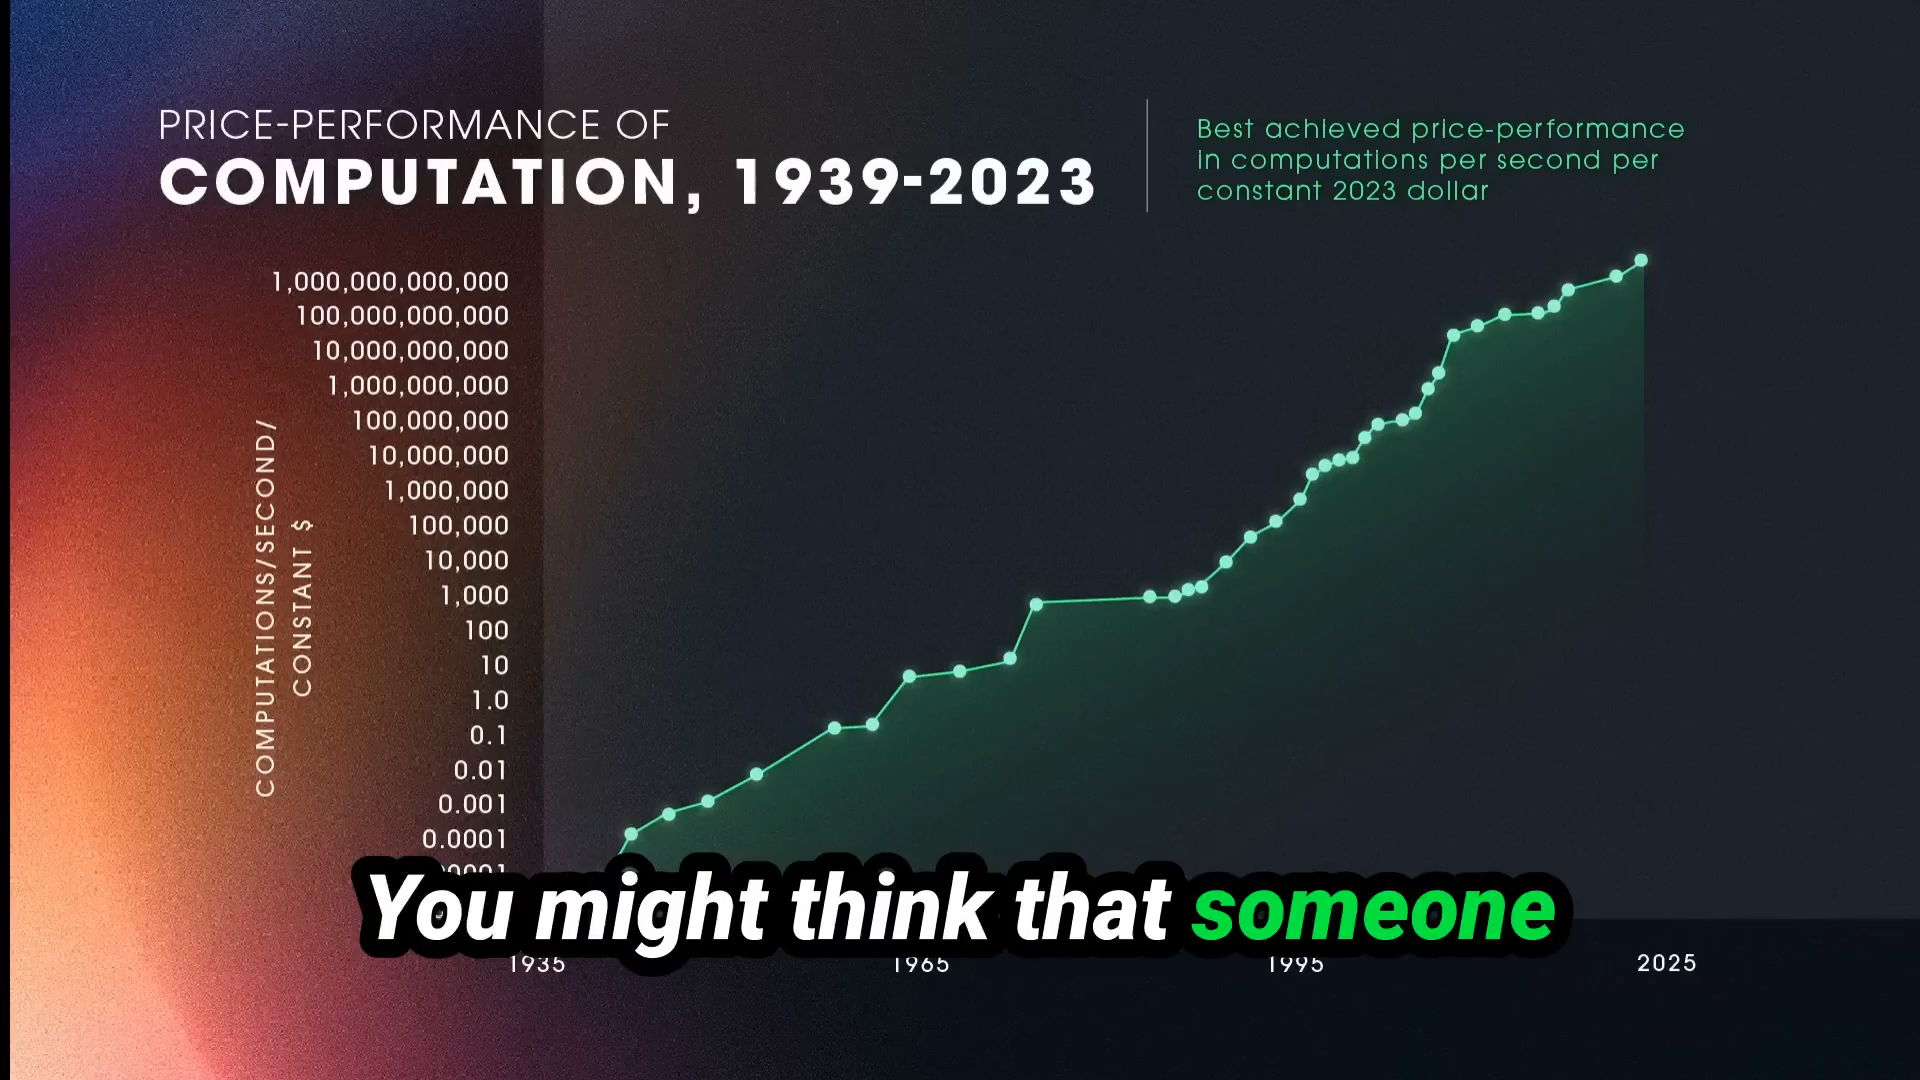 PRICE-PERFORMANCE OF
COMPUTATION, 1939-2023
Best achieved price-performance
in computations per second per
constant 2023 dollar
COMPUTATIONS/SECOND/
CONSTANT $
1,000,000,000,000
100,000,000,000
10,000,000,000
1,000,000,000
100,000,000
10,000,000
1,000,000
100,000
10,000
1,000
100
10
1.0
0.1
0.01
0.001
0.0001
You might think that someone
1935 1965 1995 2025